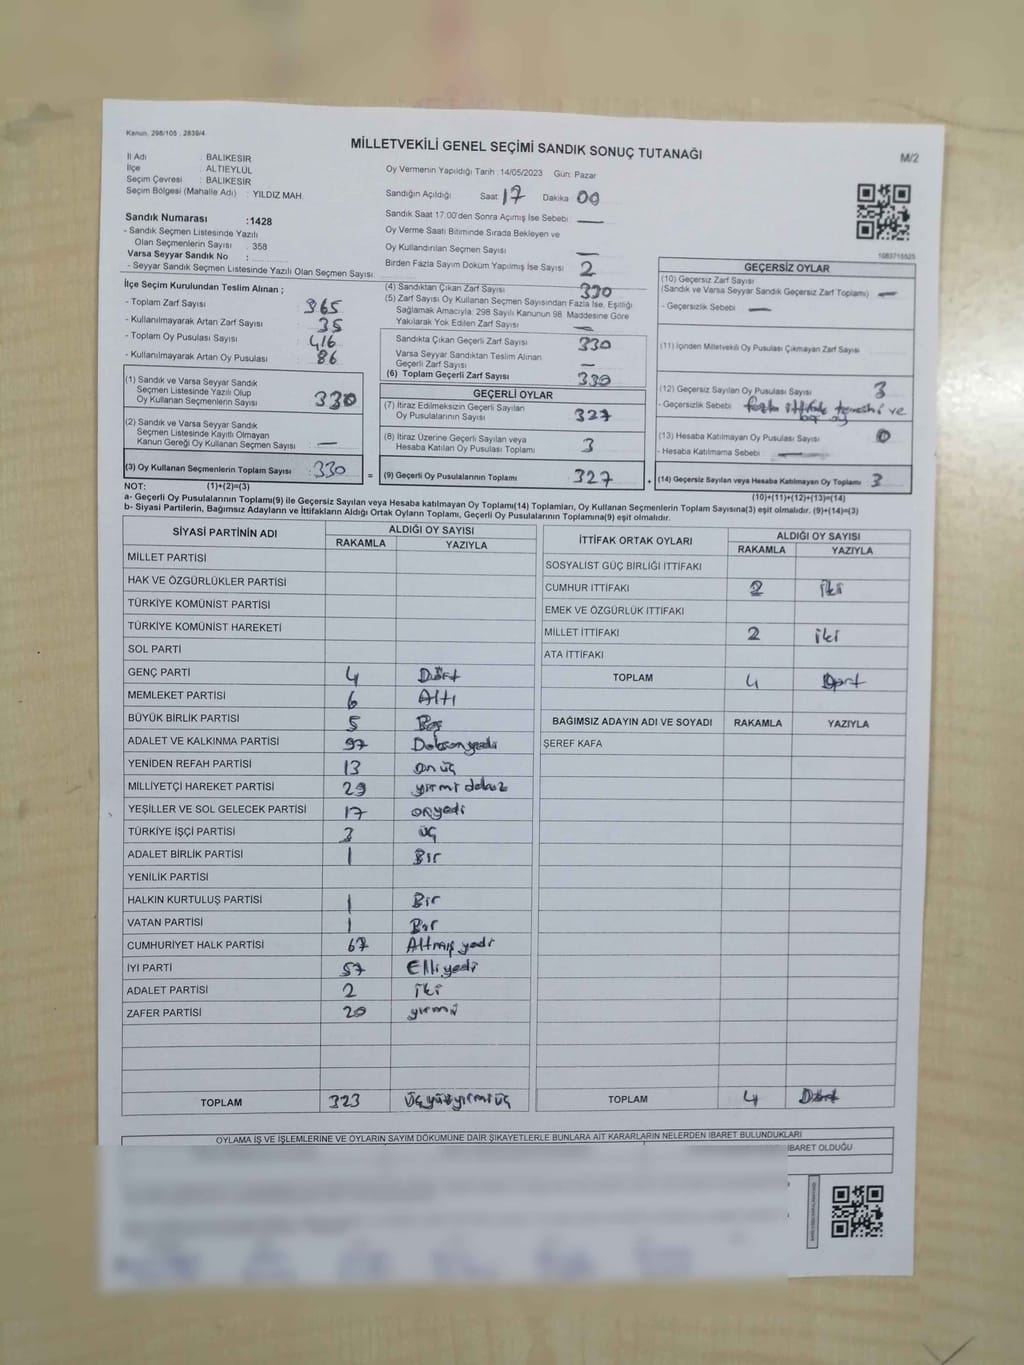 Kanun. 298/105 , 2839/4
MİLLETVEKİLİ GENEL SEÇİMİ SANDIK SONUÇ TUTANAĞI
M/2
İl Adı : BALIKESİR
İlçe : ALTIEYLÜL
Seçim Çevresi : BALIKESİR
Seçim Bölgesi (Mahalle Adı) : YILDIZ MAH.
Sandık Numarası :1428
- Sandık Seçmen Listesinde Yazılı
Olan Seçmenlerin Sayısı : 358
Varsa Seyyar Sandık No :
- Seyyar Sandık Seçmen Listesinde Yazılı Olan Seçmen Sayısı:
Oy Vermenin Yapıldığı Tarih : 14/05/2023 Gün: Pazar
Sandığın Açıldığı Saat: 17 Dakika 00
Sandık Saat 17.00'den Sonra Açımış İse Sebebi : —
Oy Verme Saati Bitiminde Sırada Bekleyen ve
Oy Kullandırılan Seçmen Sayısı : —
Birden Fazla Sayım Döküm Yapılmış İse Sayısı : 2
1683715525
İlçe Seçim Kurulundan Teslim Alınan ;
- Toplam Zarf Sayısı : 365
- Kullanılmayarak Artan Zarf Sayısı : 35
- Toplam Oy Pusulası Sayısı : 416
- Kullanılmayarak Artan Oy Pusulası : 86
(1) Sandık ve Varsa Seyyar Sandık
Seçmen Listesinde Yazılı Olup
Oy Kullanan Seçmenlerin Sayısı : 330
(2) Sandık ve Varsa Seyyar Sandık
Seçmen Listesinde Kayıtlı Olmayan
Kanun Gereği Oy Kullanan Seçmen Sayısı : —
(3) Oy Kullanan Seçmenlerin Toplam Sayısı : 330 =
(4) Sandıktan Çıkan Zarf Sayısı : 330
(5) Zarf Sayısı Oy Kullanan Seçmen Sayısından Fazla İse, Eşitliği
Sağlamak Amacıyla, 298 Sayılı Kanunun 98. Maddesine Göre
Yakılarak Yok Edilen Zarf Sayısı : —
Sandıkta Çıkan Geçerli Zarf Sayısı : 330
Varsa Seyyar Sandıktan Teslim Alınan
Geçerli Zarf Sayısı : —
(6) Toplam Geçerli Zarf Sayısı : 330
GEÇERLİ OYLAR
(7) İtiraz Edilmeksizin Geçerli Sayılan
Oy Pusulalarının Sayısı : 327
(8) İtiraz Üzerine Geçerli Sayılan veya
Hesaba Katılan Oy Pusulası Toplamı : 3
(9) Geçerli Oy Pusulalarının Toplamı : 327 +
GEÇERSİZ OYLAR
(10) Geçersiz Zarf Sayısı
(Sandık ve Varsa Seyyar Sandık Geçersiz Zarf Toplamı) : —
- Geçersizlik Sebebi : —
(11) İçinden Milletvekili Oy Pusulası Çıkmayan Zarf Sayısı :
(12) Geçersiz Sayılan Oy Pusulası Sayısı : 3
- Geçersizlik Sebebi : fazla ittifak ve
boş oy
(13) Hesaba Katılmayan Oy Pusulası Sayısı : 0
- Hesaba Katılmama Sebebi : —
(14) Geçersiz Sayılan veya Hesaba Katılmayan Oy Toplamı : 3
NOT: (1)+(2)=(3)
(10)+(11)+(12)+(13)=(14)
a- Geçerli Oy Pusulalarının Toplamı(9) ile Geçersiz Sayılan veya Hesaba katılmayan Oy Toplamı(14) Toplamları, Oy Kullanan Seçmenlerin Toplam Sayısına(3) eşit olmalıdır. (9)+(14)=(3)
b- Siyasi Partilerin, Bağımsız Adayların ve İttifakların Aldığı Ortak Oyların Toplamı, Geçerli Oy Pusulalarının Toplamına(9) eşit olmalıdır.
SİYASİ PARTİNİN ADI ALDIĞI OY SAYISI
RAKAMLA YAZIYLA
MİLLET PARTİSİ
HAK VE ÖZGÜRLÜKLER PARTİSİ
TÜRKİYE KOMÜNİST PARTİSİ
TÜRKİYE KOMÜNİST HAREKETİ
SOL PARTİ
GENÇ PARTİ 4 Dört
MEMLEKET PARTİSİ 6 Altı
BÜYÜK BİRLİK PARTİSİ 5 Beş
ADALET VE KALKINMA PARTİSİ 97 Doksanyedi
YENİDEN REFAH PARTİSİ 13 on üç
MİLLİYETÇİ HAREKET PARTİSİ 29 yirmi dokuz
YEŞİLLER VE SOL GELECEK PARTİSİ 17 onyedi
TÜRKİYE İŞÇİ PARTİSİ 3 üç
ADALET BİRLİK PARTİSİ 1 Bir
YENİLİK PARTİSİ
HALKIN KURTULUŞ PARTİSİ 1 Bir
VATAN PARTİSİ 1 Bir
CUMHURİYET HALK PARTİSİ 67 Altmış yedi
İYİ PARTİ 57 Elliyedi
ADALET PARTİSİ 2 iki
ZAFER PARTİSİ 20 yirmi
TOPLAM 323 üçyüzyirmiüç
İTTİFAK ORTAK OYLARI ALDIĞI OY SAYISI
RAKAMLA YAZIYLA
SOSYALİST GÜÇ BİRLİĞİ İTTİFAKI
CUMHUR İTTİFAKI 2 iki
EMEK VE ÖZGÜRLÜK İTTİFAKI
MİLLET İTTİFAKI 2 iki
ATA İTTİFAKI
TOPLAM 4 Dört
BAĞIMSIZ ADAYIN ADI VE SOYADI RAKAMLA YAZIYLA
ŞEREF KAFA
TOPLAM 4 Dört
OYLAMA İŞ VE İŞLEMLERİNE VE OYLARIN SAYIM DÖKÜMÜNE DAİR ŞİKAYETLERLE BUNLARA AİT KARARLARIN NELERDEN İBARET BULUNDUKLARI
İBARET OLDUĞU